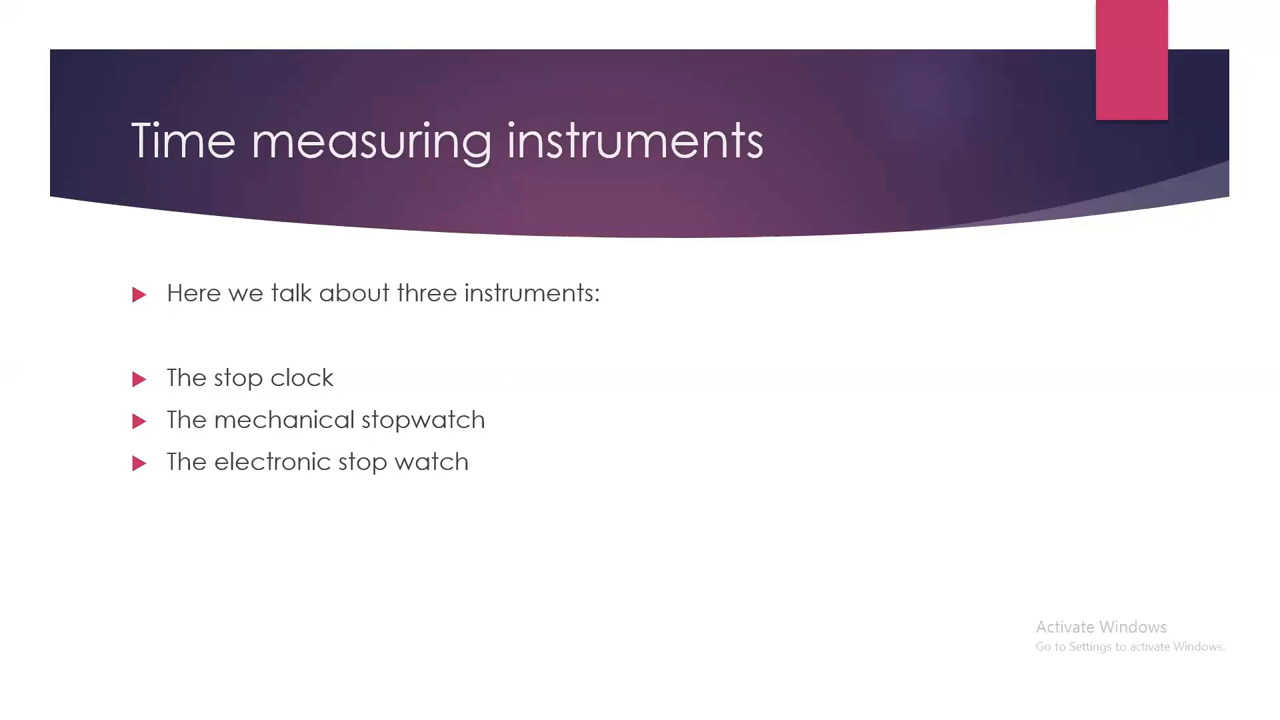 Time measuring instruments
Here we talk about three instruments:
The stop clock
The mechanical stopwatch
The electronic stop watch
Activate Windows
Go to Settings to activate Windows.